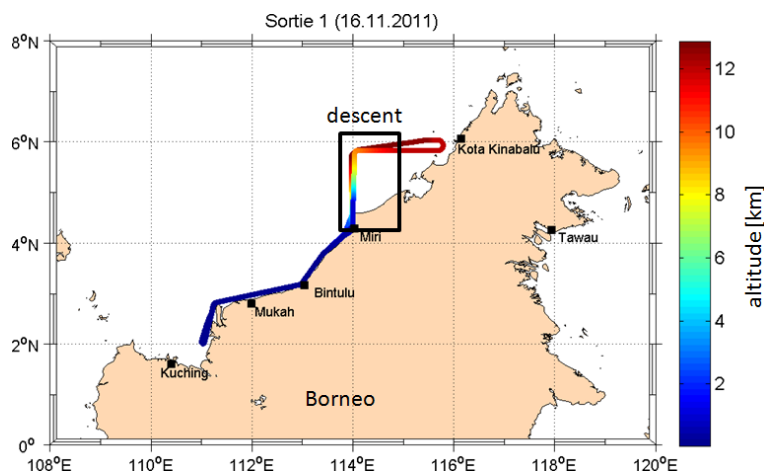 Sortie 1 (16.11.2011)
8°N
12
descent
6°N
Kota Kinabalu
10
8
4°N
Miri
Tawau
6
altitude [km]
Bintulu
Mukah
4
2°N
Kuching
Borneo
2
0°
108°E
110°E
112°E
114°E
116°E
118°E
120°E